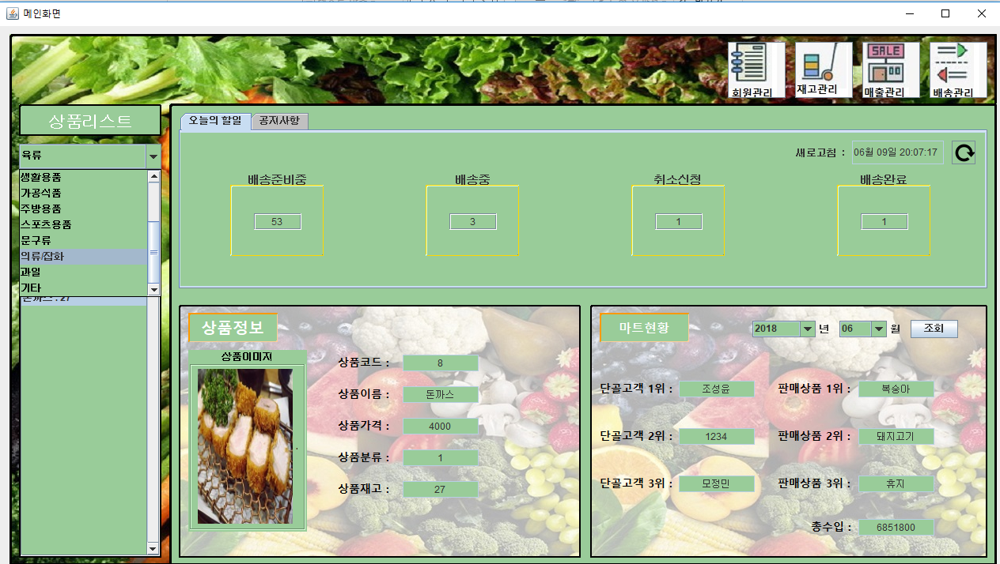 메인화면
SALE
회원관리
재고관리
매출관리
배송관리
상품리스트
육류
생활용품
가공식품
주방용품
스포츠용품
문구류
의류/잡화
과일
기타
돈까스 : 27
오늘의 할일
공지사항
새로고침 : 06월 09일 20:07:17
배송준비중
배송중
취소신청
배송완료
53
3
1
1
상품정보
상품이미지
상품코드 : 8
상품이름 : 돈까스
상품가격 : 4000
상품분류 : 1
상품재고 : 27
마트현황
2018 년 06 월 조회
단골고객 1위 : 조성윤
판매상품 1위 : 복숭아
단골고객 2위 : 1234
판매상품 2위 : 돼지고기
단골고객 3위 : 모정민
판매상품 3위 : 휴지
총수입 : 6851800